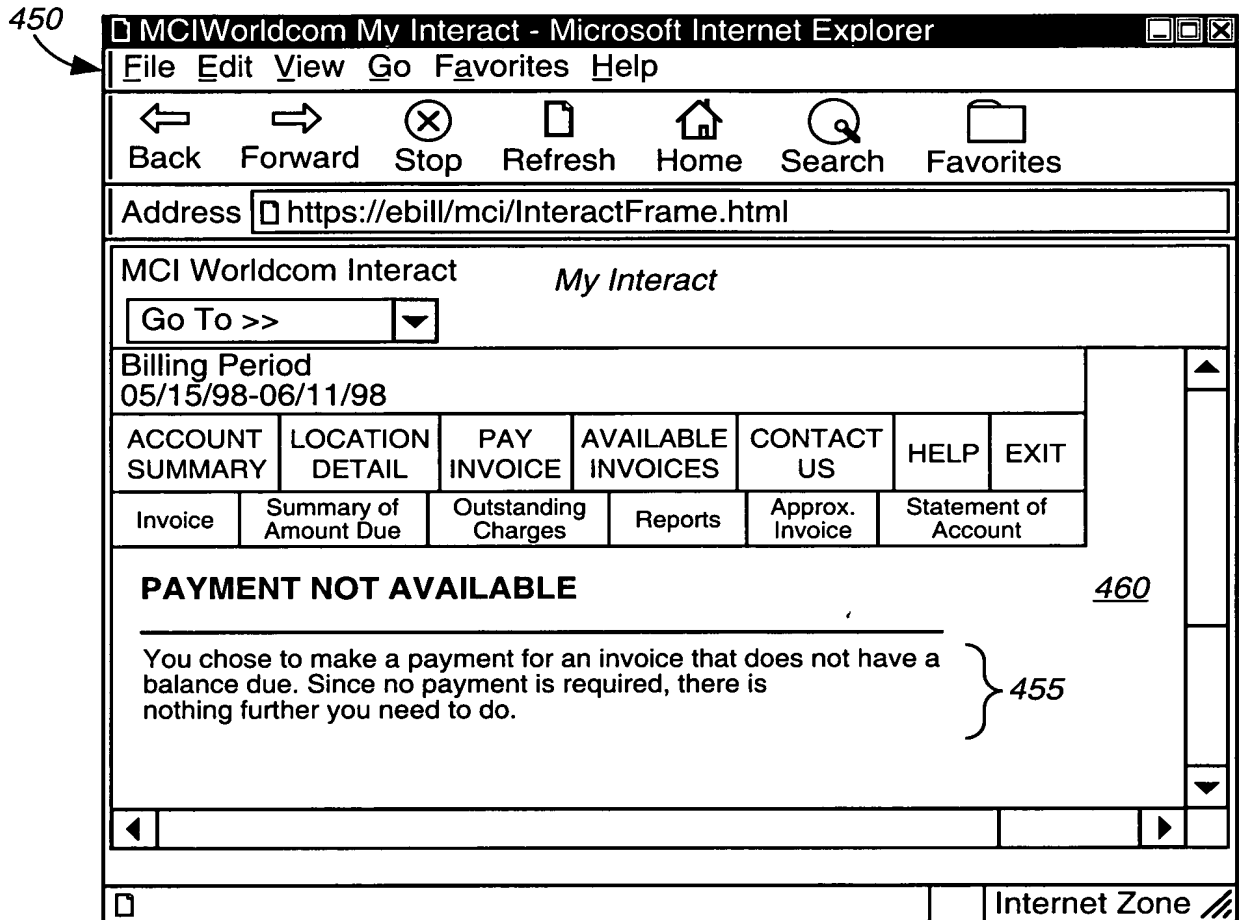 450
MCIWorldcom My Interact - Microsoft Internet Explorer
File Edit View Go Favorites Help
Back Forward Stop Refresh Home Search Favorites
Address https://ebill/mci/InteractFrame.html
MCI Worldcom Interact
My Interact
Go To >>
Billing Period
05/15/98-06/11/98
ACCOUNT SUMMARY
LOCATION DETAIL
PAY INVOICE
AVAILABLE INVOICES
CONTACT US
HELP
EXIT
Invoice
Summary of Amount Due
Outstanding Charges
Reports
Approx. Invoice
Statement of Account
PAYMENT NOT AVAILABLE
460
You chose to make a payment for an invoice that does not have a
balance due. Since no payment is required, there is
nothing further you need to do.
455
Internet Zone